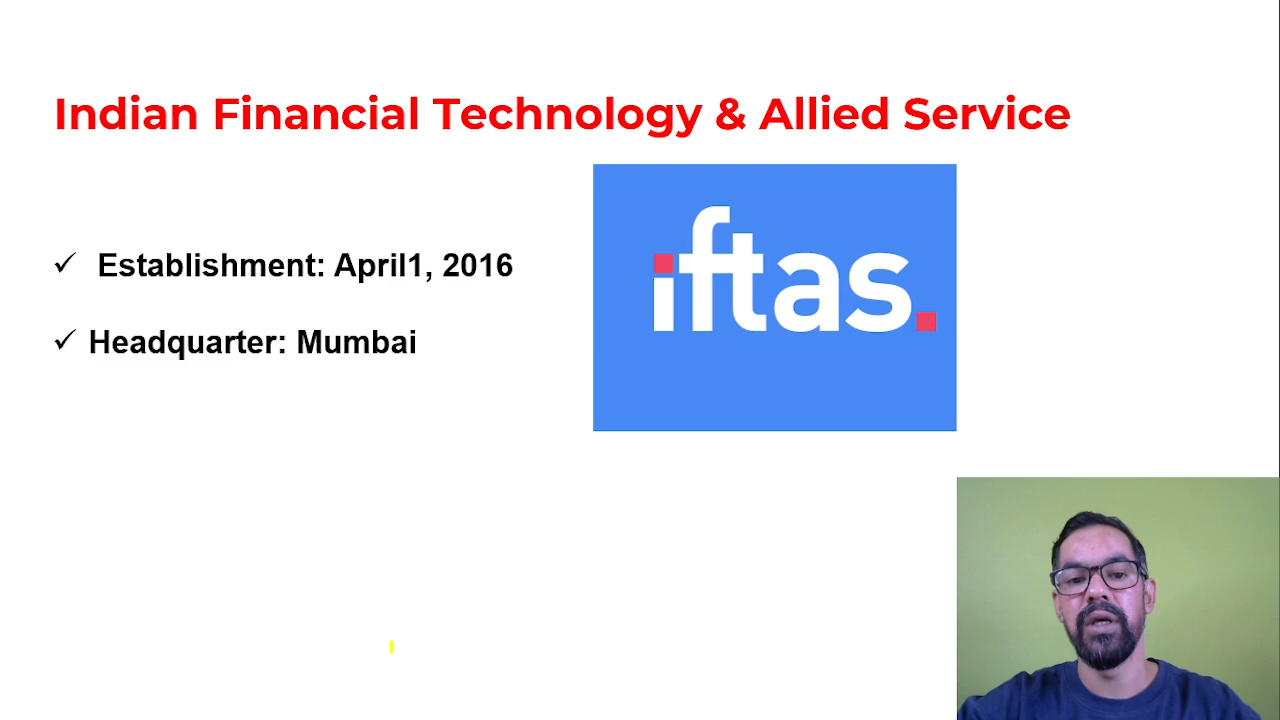 Indian Financial Technology & Allied Service
✓ Establishment: April1, 2016
✓ Headquarter: Mumbai
iftas.